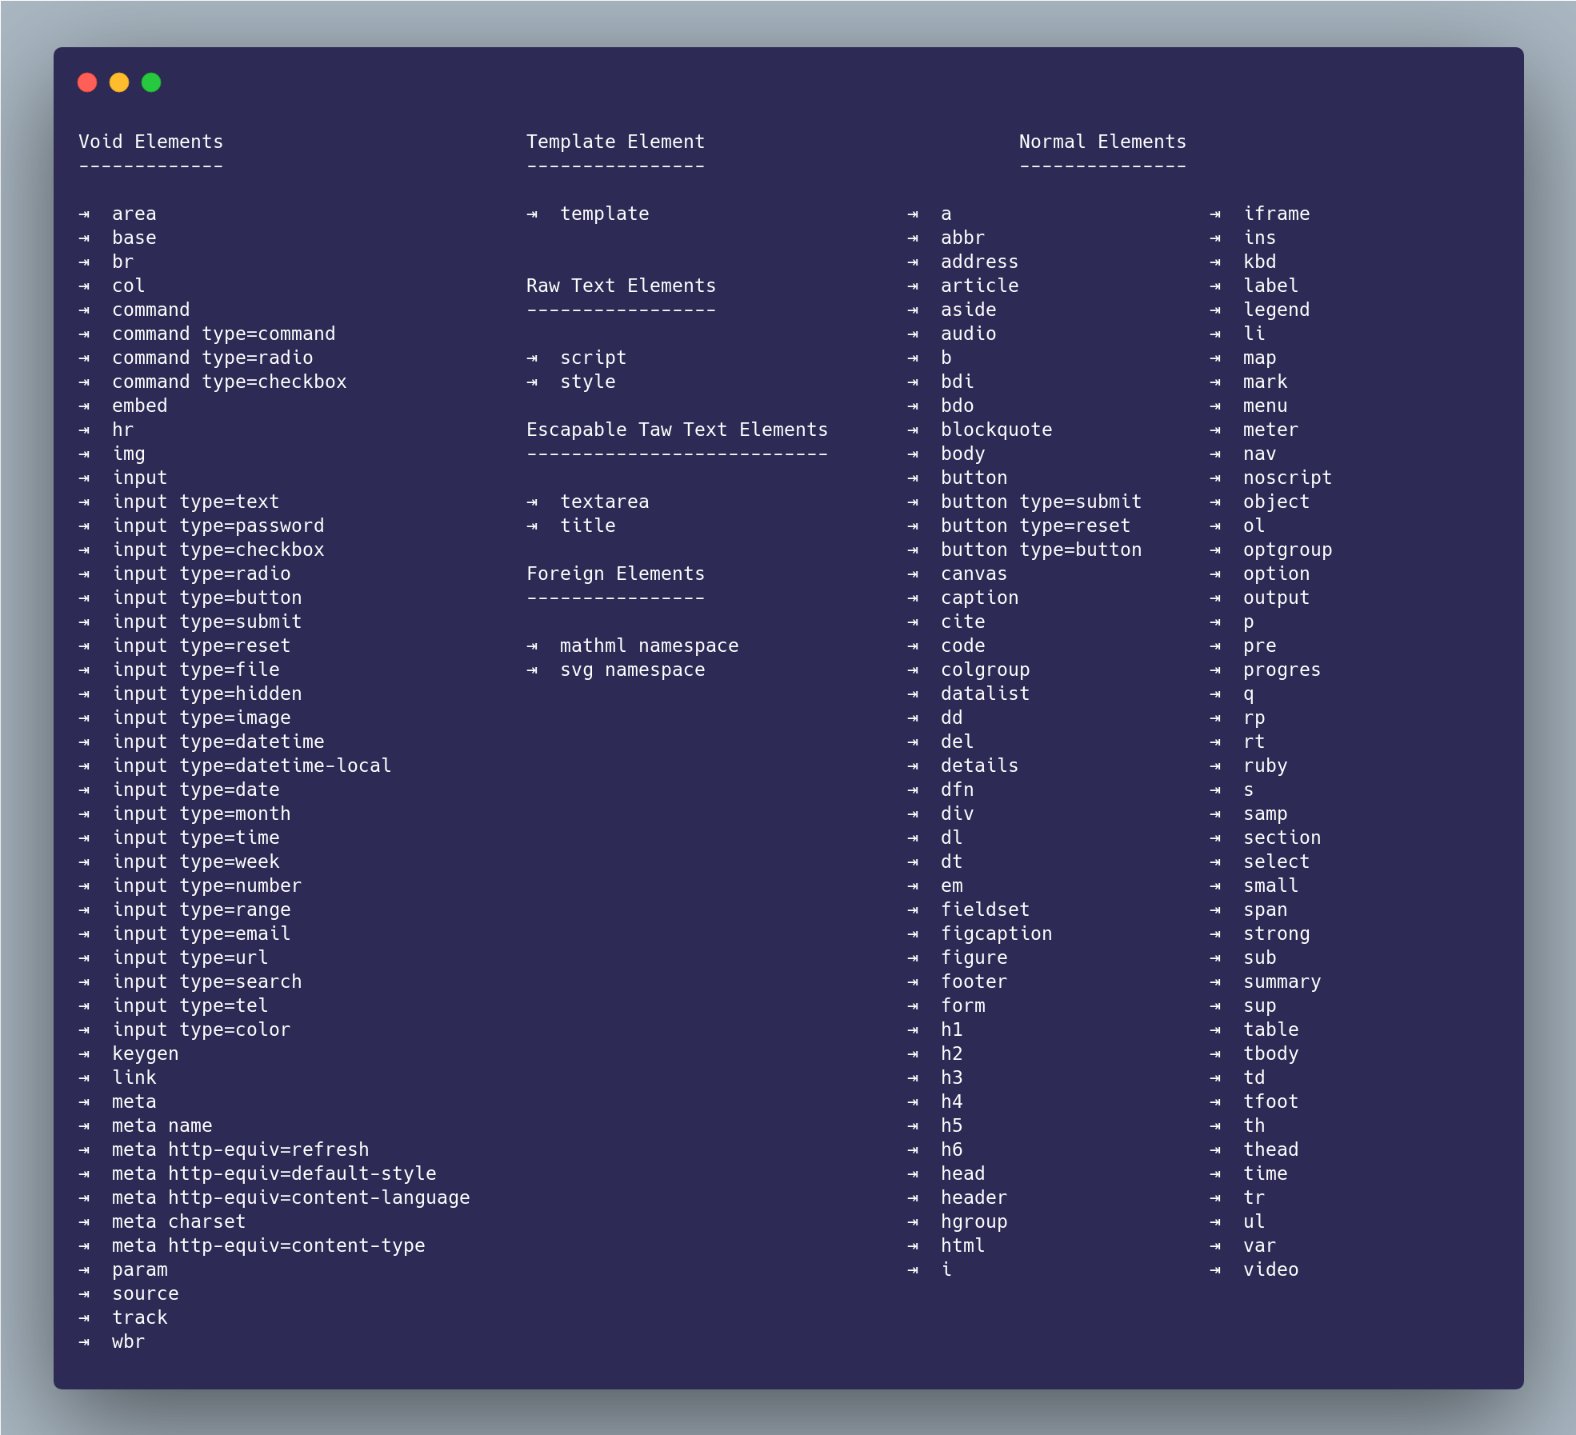 Void Elements
-------------
⇥  area
⇥  base
⇥  br
⇥  col
⇥  command
⇥  command type=command
⇥  command type=radio
⇥  command type=checkbox
⇥  embed
⇥  hr
⇥  img
⇥  input
⇥  input type=text
⇥  input type=password
⇥  input type=checkbox
⇥  input type=radio
⇥  input type=button
⇥  input type=submit
⇥  input type=reset
⇥  input type=file
⇥  input type=hidden
⇥  input type=image
⇥  input type=datetime
⇥  input type=datetime-local
⇥  input type=date
⇥  input type=month
⇥  input type=time
⇥  input type=week
⇥  input type=number
⇥  input type=range
⇥  input type=email
⇥  input type=url
⇥  input type=search
⇥  input type=tel
⇥  input type=color
⇥  keygen
⇥  link
⇥  meta
⇥  meta name
⇥  meta http-equiv=refresh
⇥  meta http-equiv=default-style
⇥  meta http-equiv=content-language
⇥  meta charset
⇥  meta http-equiv=content-type
⇥  param
⇥  source
⇥  track
⇥  wbr
Template Element
----------------
⇥  template
Raw Text Elements
-----------------
⇥  script
⇥  style
Escapable Taw Text Elements
---------------------------
⇥  textarea
⇥  title
Foreign Elements
----------------
⇥  mathml namespace
⇥  svg namespace
Normal Elements
---------------
⇥  a
⇥  abbr
⇥  address
⇥  article
⇥  aside
⇥  audio
⇥  b
⇥  bdi
⇥  bdo
⇥  blockquote
⇥  body
⇥  button
⇥  button type=submit
⇥  button type=reset
⇥  button type=button
⇥  canvas
⇥  caption
⇥  cite
⇥  code
⇥  colgroup
⇥  datalist
⇥  dd
⇥  del
⇥  details
⇥  dfn
⇥  div
⇥  dl
⇥  dt
⇥  em
⇥  fieldset
⇥  figcaption
⇥  figure
⇥  footer
⇥  form
⇥  h1
⇥  h2
⇥  h3
⇥  h4
⇥  h5
⇥  h6
⇥  head
⇥  header
⇥  hgroup
⇥  html
⇥  i
⇥  iframe
⇥  ins
⇥  kbd
⇥  label
⇥  legend
⇥  li
⇥  map
⇥  mark
⇥  menu
⇥  meter
⇥  nav
⇥  noscript
⇥  object
⇥  ol
⇥  optgroup
⇥  option
⇥  output
⇥  p
⇥  pre
⇥  progres
⇥  q
⇥  rp
⇥  rt
⇥  ruby
⇥  s
⇥  samp
⇥  section
⇥  select
⇥  small
⇥  span
⇥  strong
⇥  sub
⇥  summary
⇥  sup
⇥  table
⇥  tbody
⇥  td
⇥  tfoot
⇥  th
⇥  thead
⇥  time
⇥  tr
⇥  ul
⇥  var
⇥  video